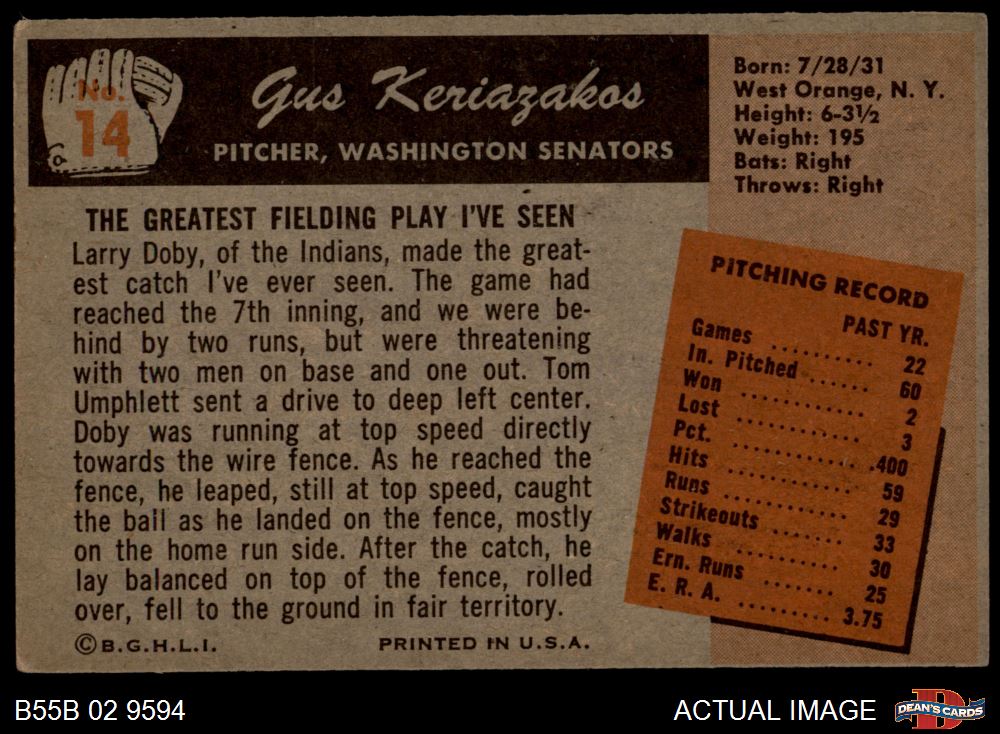 No.
14
Gus Keriazakos
PITCHER, WASHINGTON SENATORS
Born: 7/28/31
West Orange, N. Y.
Height: 6-3½
Weight: 195
Bats: Right
Throws: Right
THE GREATEST FIELDING PLAY I'VE SEEN
Larry Doby, of the Indians, made the great-
est catch I've ever seen. The game had
reached the 7th inning, and we were be-
hind by two runs, but were threatening
with two men on base and one out. Tom
Umphlett sent a drive to deep left center.
Doby was running at top speed directly
towards the wire fence. As he reached the
fence, he leaped, still at top speed, caught
the ball as he landed on the fence, mostly
on the home run side. After the catch, he
lay balanced on top of the fence, rolled
over, fell to the ground in fair territory.
©B.G.H.L.I. PRINTED IN U.S.A.
PITCHING RECORD
PAST YR.
Games .......... 22
In. Pitched ...... 60
Won ............ 2
Lost ............ 3
Pct. ............ .400
Hits ............ 59
Runs ............ 29
Strikeouts ....... 33
Walks .......... 30
Ern. Runs ....... 25
E. R. A. ......... 3.75
B55B 02 9594
ACTUAL IMAGE
D
DEAN'S CARDS